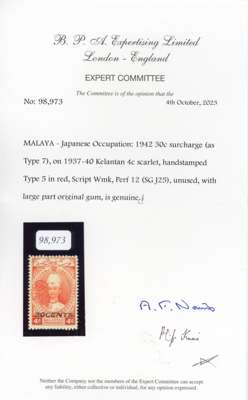 B. P. A. Expertising Limited
London - England
EXPERT COMMITTEE
The Committee is of the opinion that the
No: 98,973
4th October, 2023
MALAYA - Japanese Occupation: 1942 30c surcharge (as
Type 7), on 1937-40 Kelantan 4c scarlet, handstamped
Type 5 in red, Script Wmk, Perf 12 (SG J25), unused, with
large part original gum, is genuine.
98,973
30 CENTS
Neither the Company nor the members of the Expert Committee can accept
any liability, either collective or individual, for any opinion expressed.